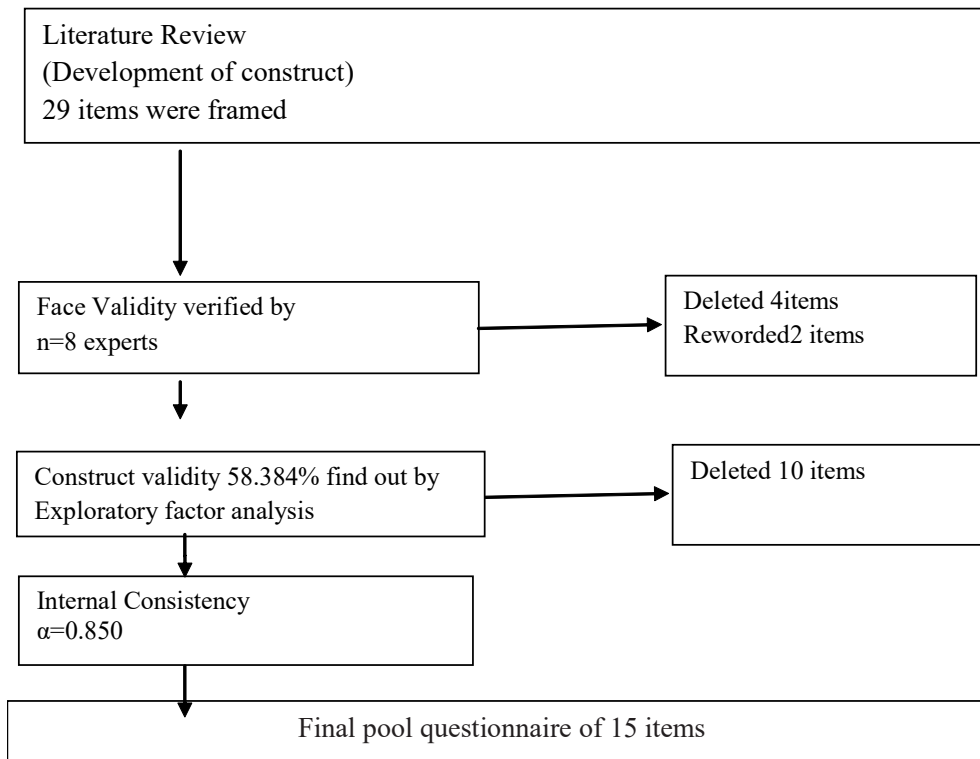 Literature Review
(Development of construct)
29 items were framed
Face Validity verified by
n=8 experts
Deleted 4items
Reworded2 items
Construct validity 58.384% find out by
Exploratory factor analysis
Deleted 10 items
Internal Consistency
α=0.850
Final pool questionnaire of 15 items